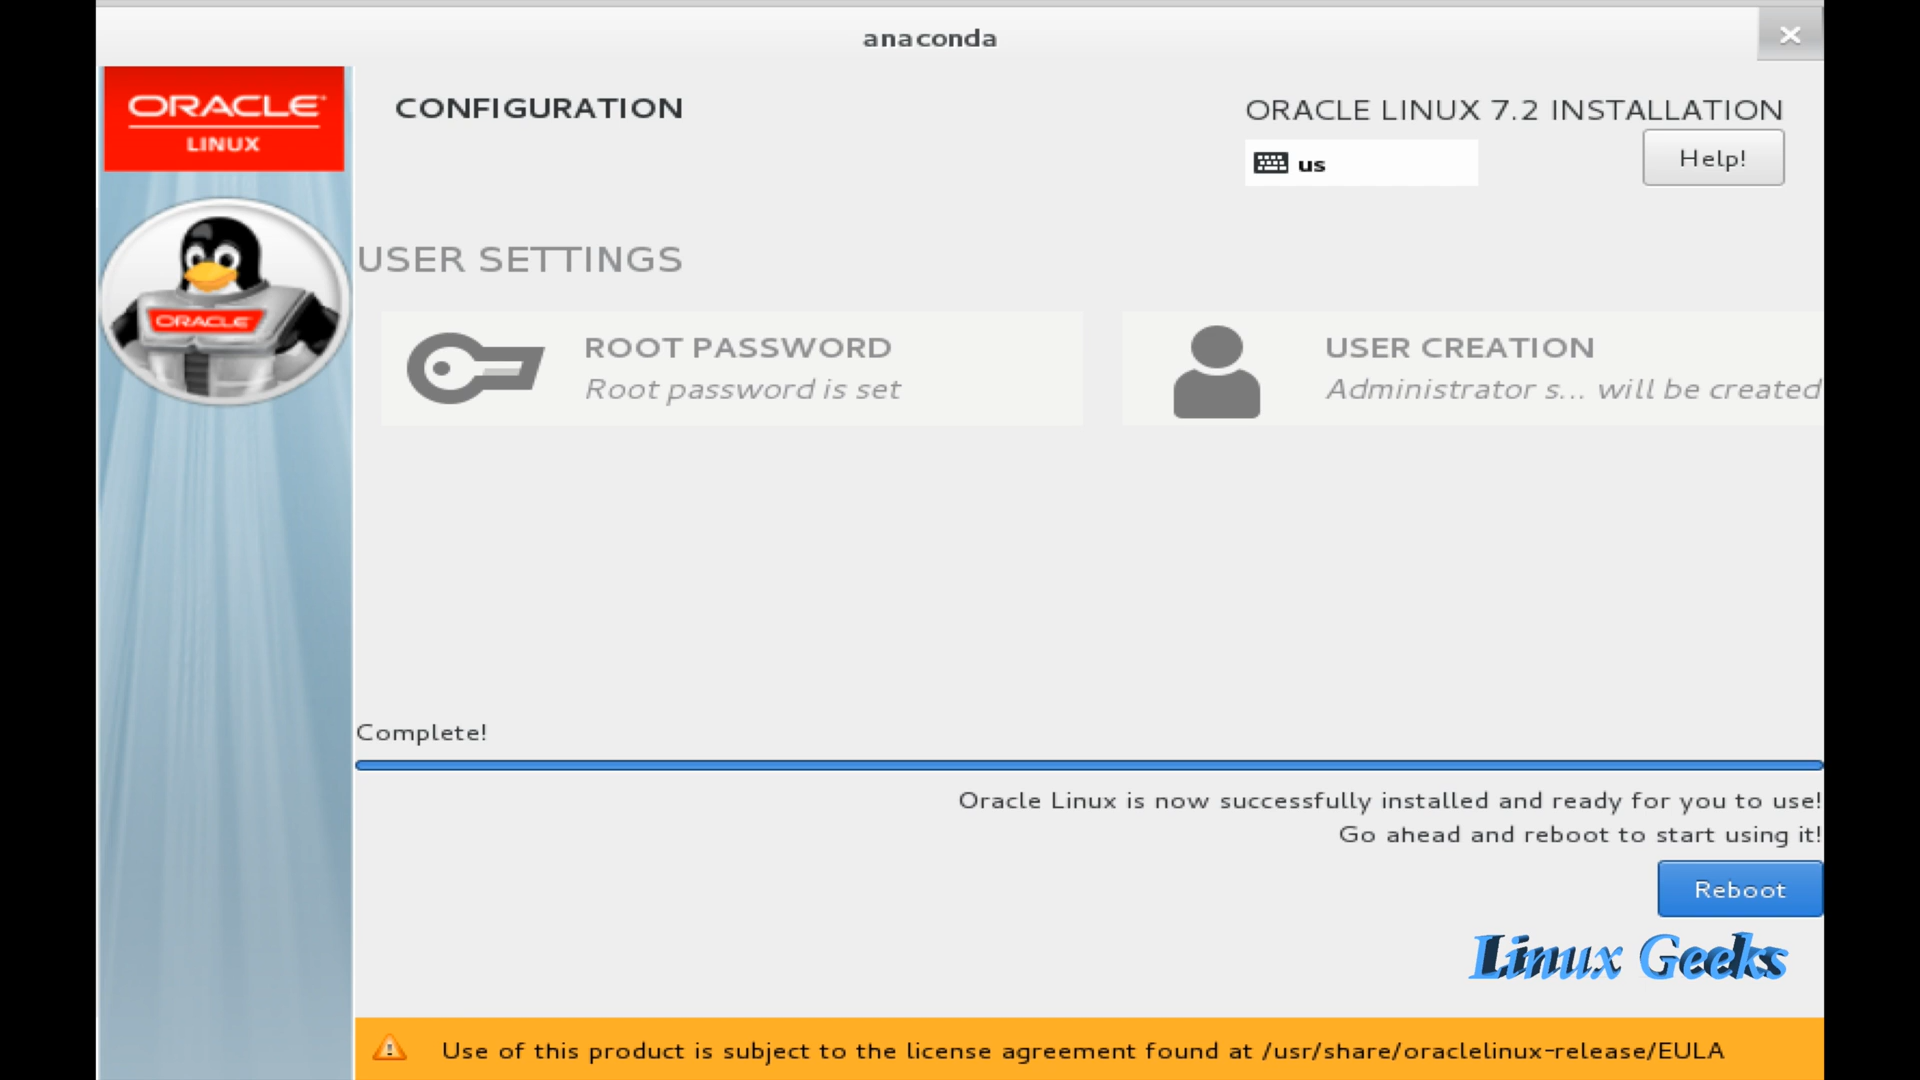 anaconda
ORACLE
LINUX
CONFIGURATION
ORACLE LINUX 7.2 INSTALLATION
us
Help!
ORACLE
USER SETTINGS
ROOT PASSWORD
Root password is set
USER CREATION
Administrator s... will be created
Complete!
Oracle Linux is now successfully installed and ready for you to use!
Go ahead and reboot to start using it!
Reboot
Linux Geeks
Use of this product is subject to the license agreement found at /usr/share/oraclelinux-release/EULA